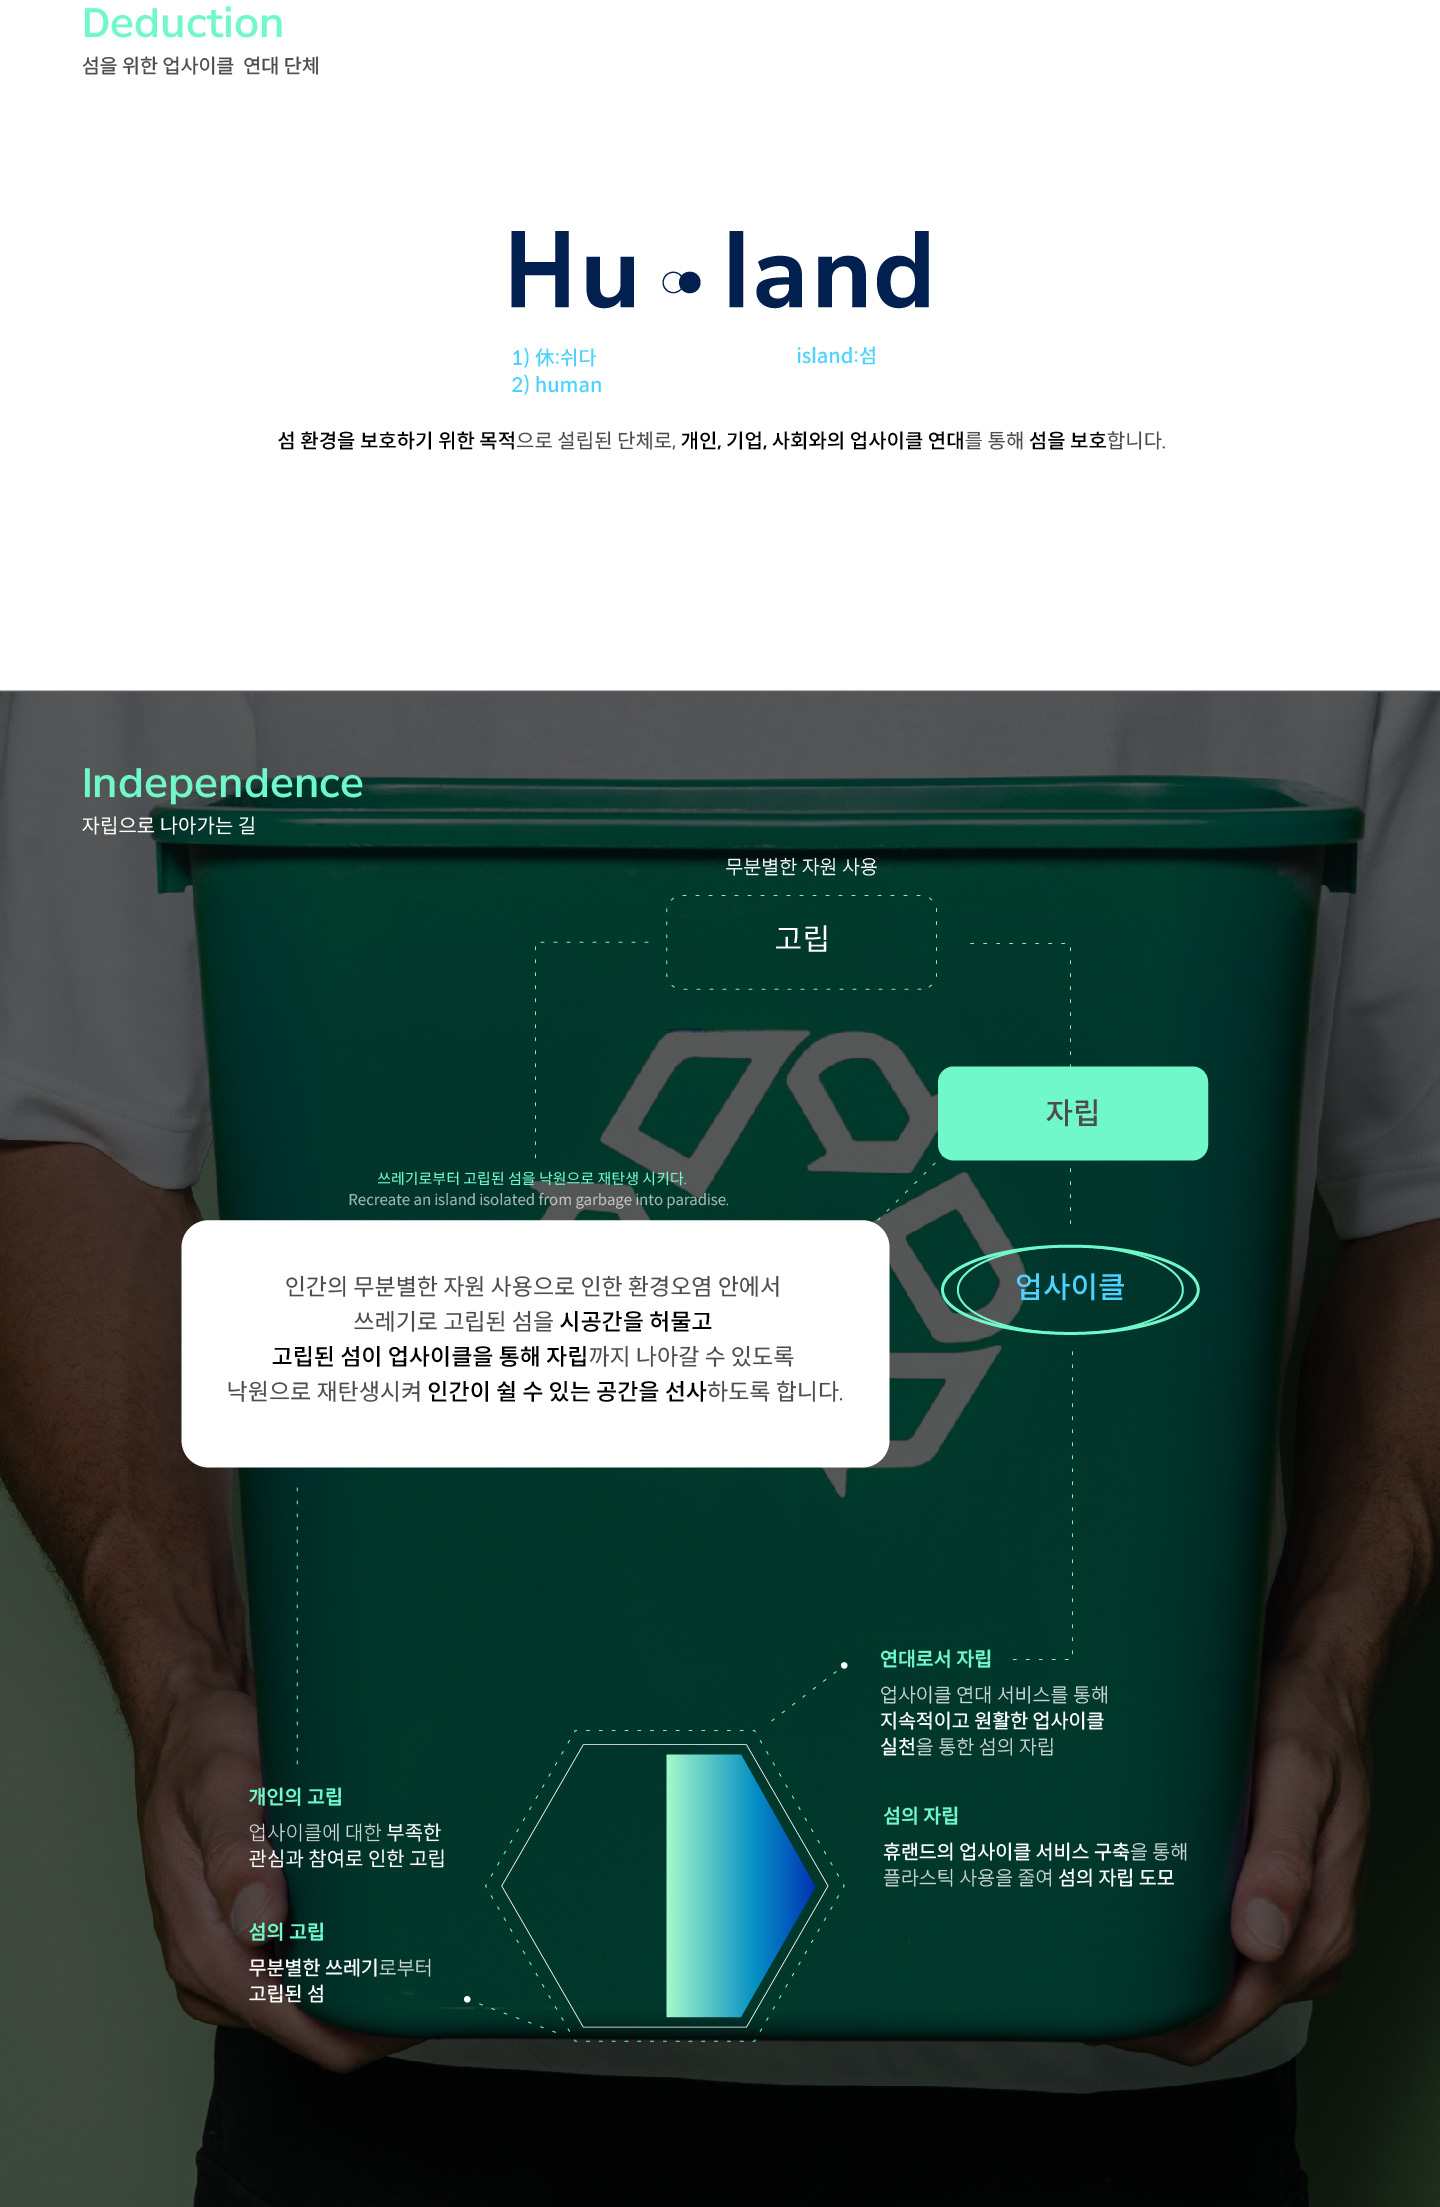 Deduction
섬을 위한 업사이클 연대 단체
Hu land
1) 休:쉬다
2) human
island:섬
섬 환경을 보호하기 위한 목적으로 설립된 단체로, 개인, 기업, 사회와의 업사이클 연대를 통해 섬을 보호합니다.
Independence
자립으로 나아가는 길
무분별한 자원 사용
고립
자립
쓰레기로부터 고립된 섬을 낙원으로 재탄생 시키다.
Recreate an island isolated from garbage into paradise.
업사이클
인간의 무분별한 자원 사용으로 인한 환경오염 안에서
쓰레기로 고립된 섬을 시공간을 허물고
고립된 섬이 업사이클을 통해 자립까지 나아갈 수 있도록
낙원으로 재탄생시켜 인간이 쉴 수 있는 공간을 선사하도록 합니다.
연대로서 자립
업사이클 연대 서비스를 통해
지속적이고 원활한 업사이클
실천을 통한 섬의 자립
개인의 고립
업사이클에 대한 부족한
관심과 참여로 인한 고립
섬의 자립
휴랜드의 업사이클 서비스 구축을 통해
플라스틱 사용을 줄여 섬의 자립 도모
섬의 고립
무분별한 쓰레기로부터
고립된 섬